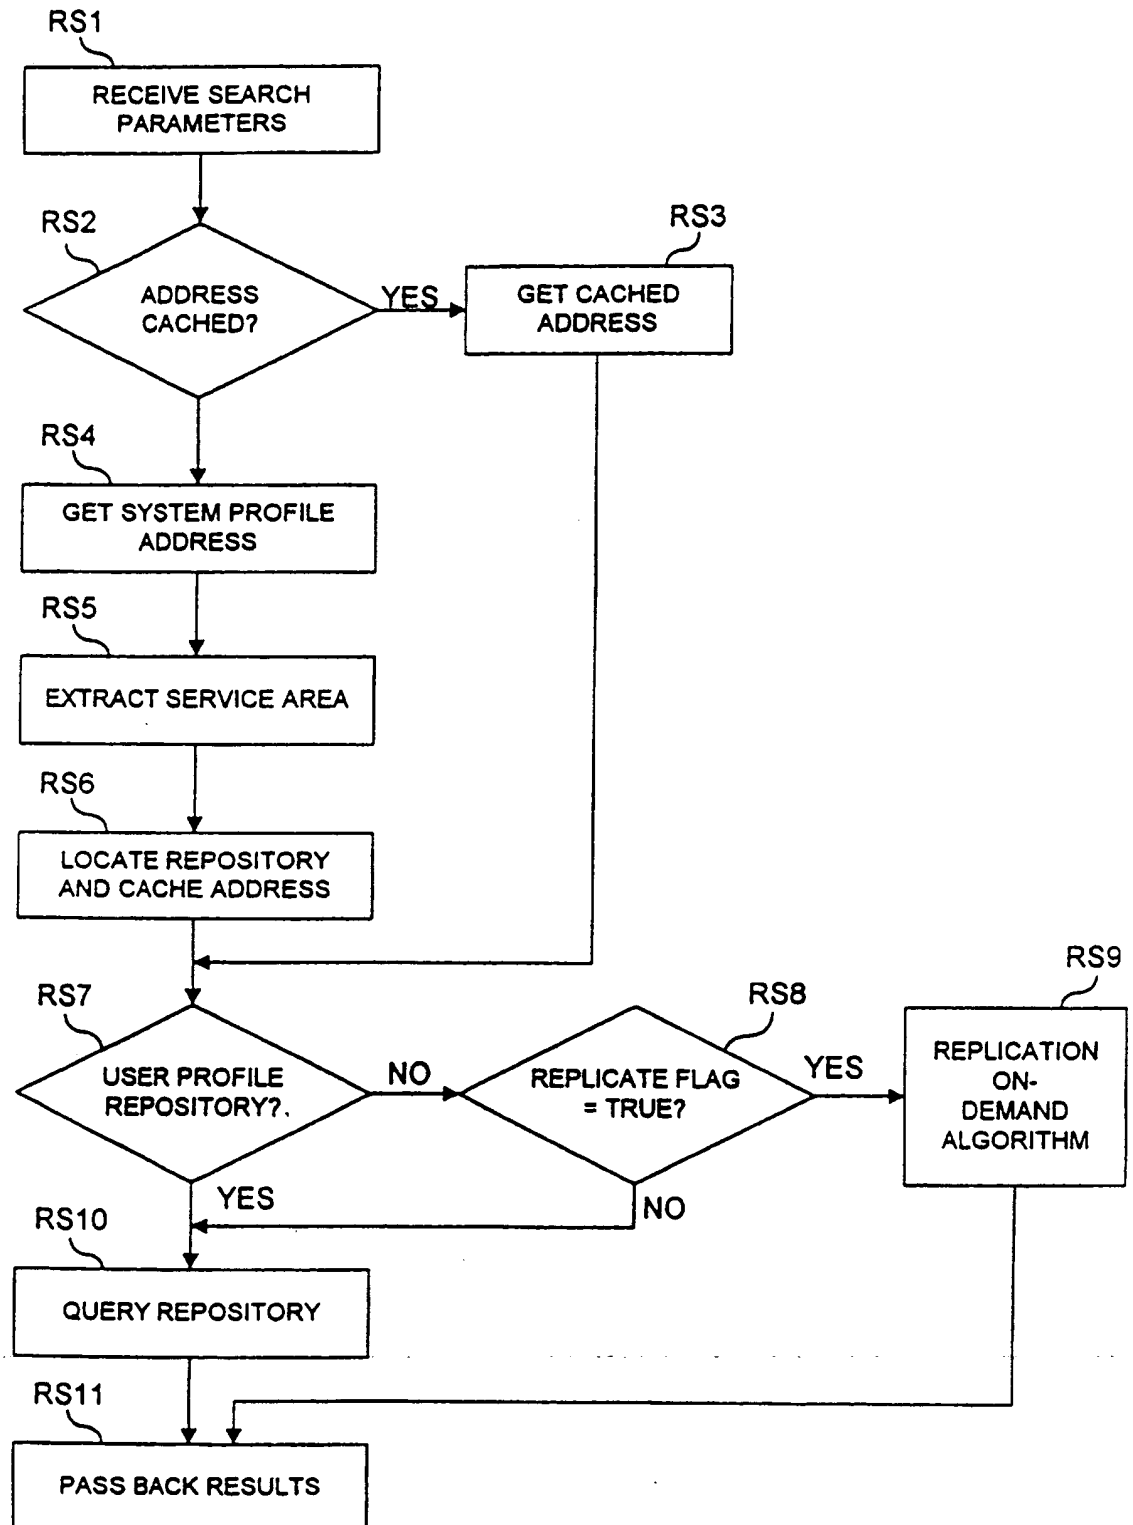 RS1
RECEIVE SEARCH
PARAMETERS
RS2
ADDRESS
CACHED?
YES
RS3
GET CACHED
ADDRESS
RS4
GET SYSTEM PROFILE
ADDRESS
RS5
EXTRACT SERVICE AREA
RS6
LOCATE REPOSITORY
AND CACHE ADDRESS
RS7
USER PROFILE
REPOSITORY?
NO
RS8
REPLICATE FLAG
= TRUE?
YES
RS9
REPLICATION
ON-
DEMAND
ALGORITHM
YES
NO
RS10
QUERY REPOSITORY
RS11
PASS BACK RESULTS